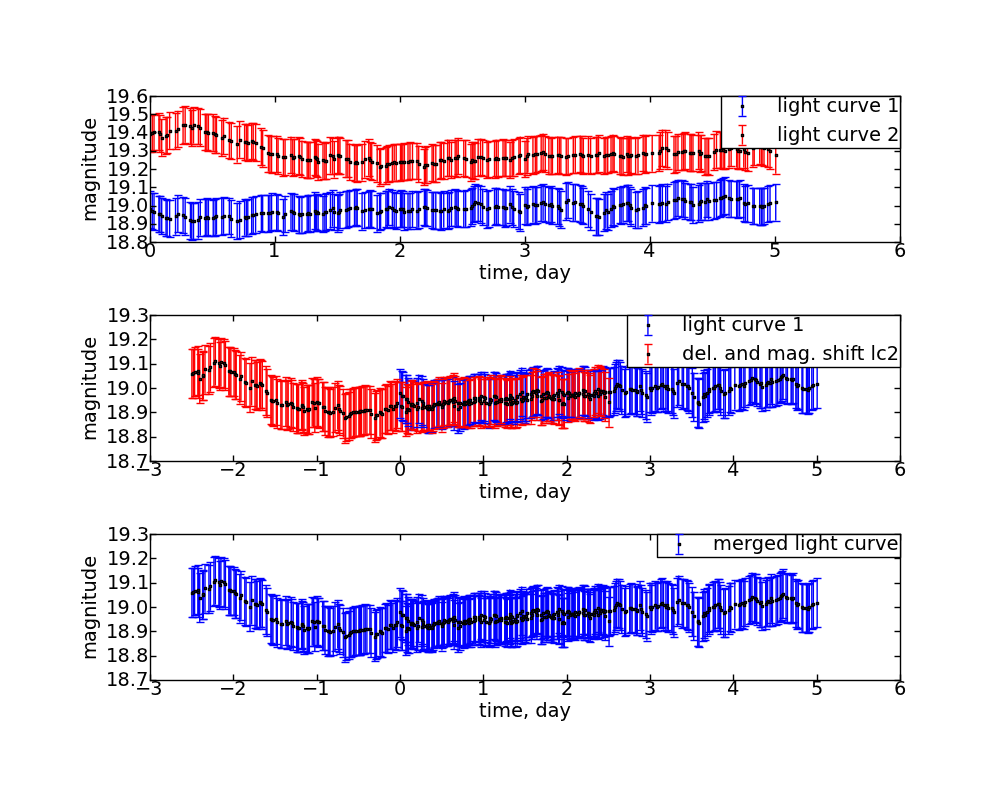 19.6
19.5
19.4
19.3
19.2
19.1
19.0
18.9
18.8
magnitude
light curve 1
light curve 2
0 1 2 3 4 5 6
time, day
19.3
19.2
19.1
19.0
18.9
18.8
18.7
magnitude
light curve 1
del. and mag. shift lc2
−3 −2 −1 0 1 2 3 4 5 6
time, day
19.3
19.2
19.1
19.0
18.9
18.8
18.7
magnitude
merged light curve
−3 −2 −1 0 1 2 3 4 5 6
time, day